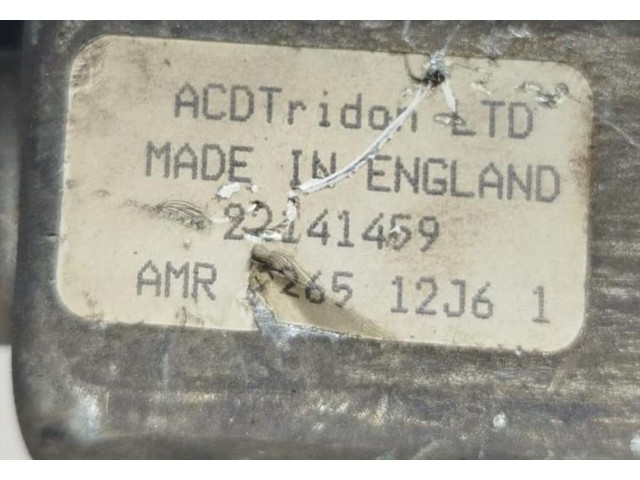 ACDTridon LTD
MADE IN ENGLAND
22141459
AMR 12J6 1